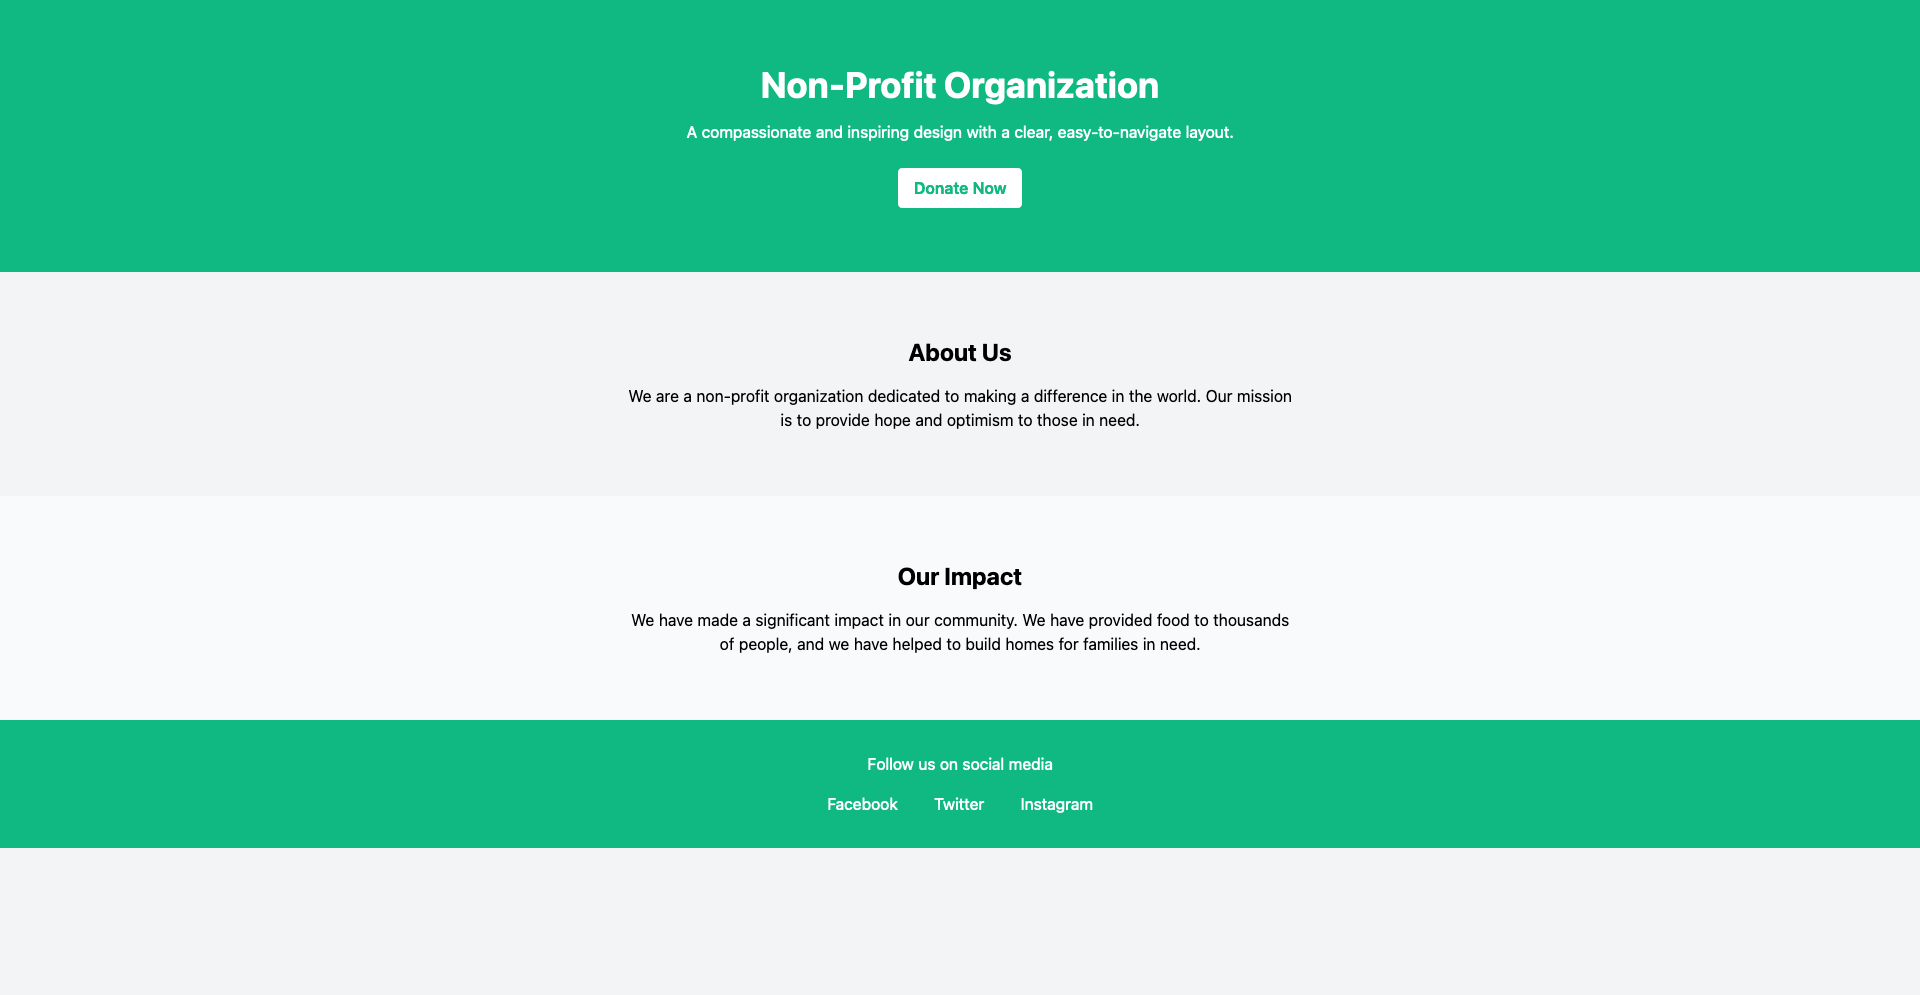 Non-Profit Organization
A compassionate and inspiring design with a clear, easy-to-navigate layout.
Donate Now
About Us
We are a non-profit organization dedicated to making a difference in the world. Our mission
is to provide hope and optimism to those in need.
Our Impact
We have made a significant impact in our community. We have provided food to thousands
of people, and we have helped to build homes for families in need.
Follow us on social media
Facebook Twitter Instagram